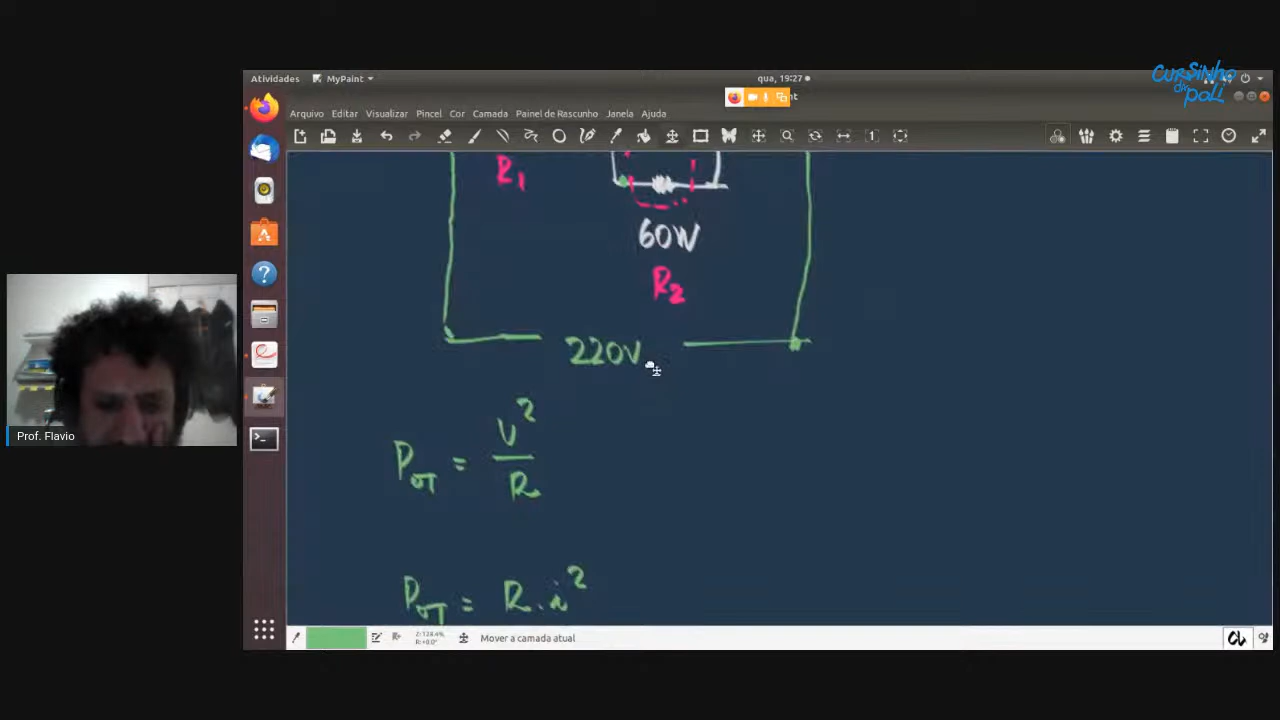 CURSiNHO
da
POLi
Atividades MyPaint qua, 19:27
Arquivo Editar Visualizar Pincel Cor Camada Painel de Rascunho Janela Ajuda
R1
60W
R2
220V
Pot = V²/R
Pot = R.i²
Prof. Flavio
Mover a camada atual